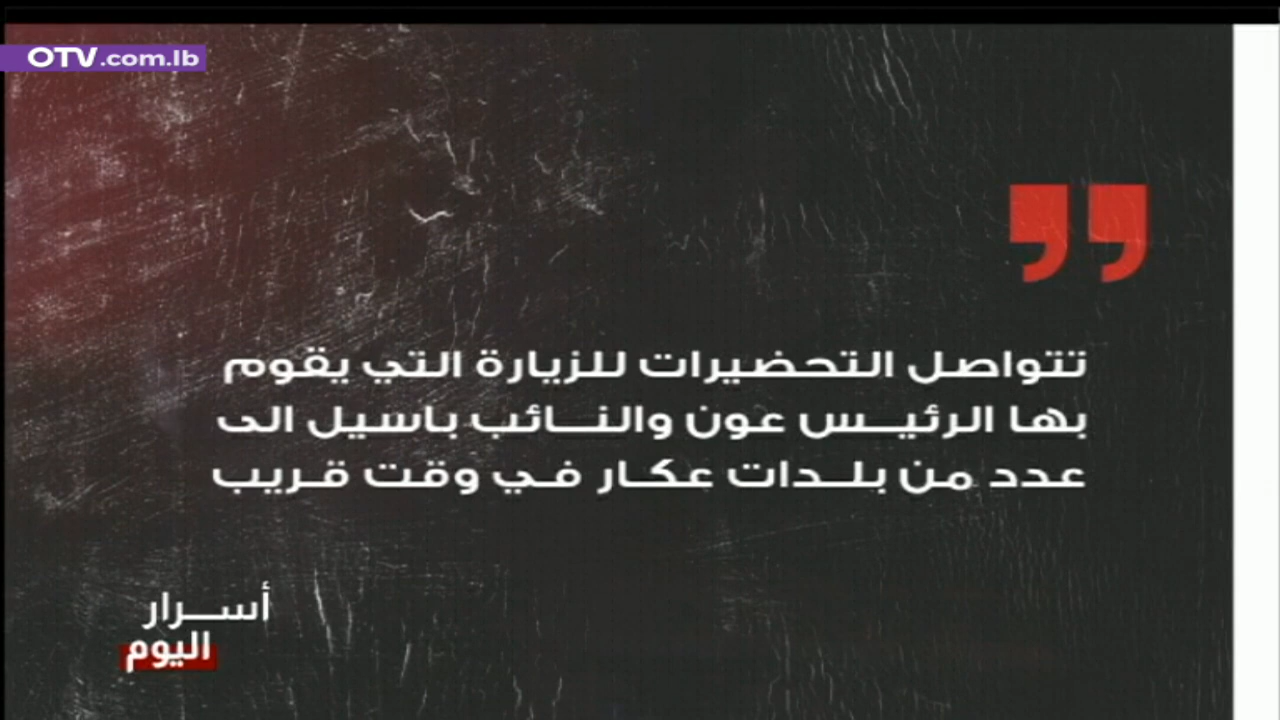 OTV.com.lb
تتواصل التحضيرات للزيارة التي يقوم
بها الرئيس عون والنائب باسيل الى
عدد من بلدات عكار في وقت قريب
أسرار
اليوم